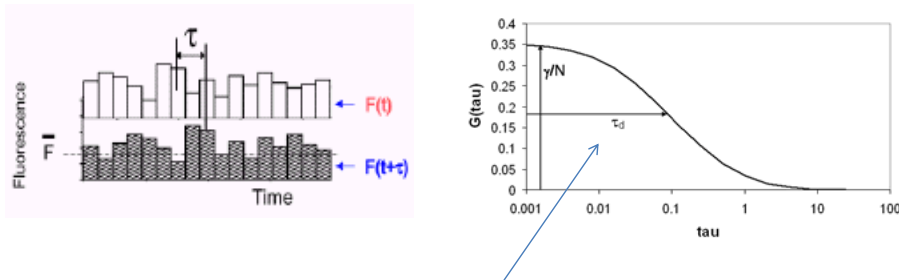 τ
F(t)
F(t+τ)
Fluorescence
F
Time
G(tau)
0.4
0.35
0.3
0.25
0.2
0.15
0.1
0.05
0
γ/N
τd
0.001
0.01
0.1
1
10
100
tau